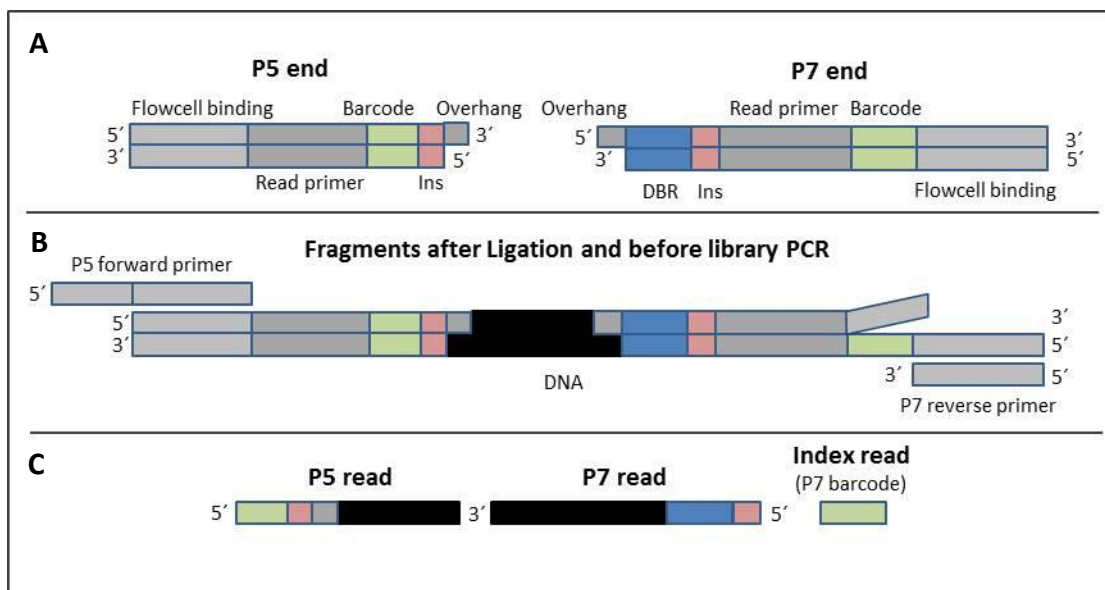 A
P5 end
P7 end
Flowcell binding Barcode Overhang Overhang Read primer Barcode
5′ 3′ 5′ 3′
3′ 5′ 3′ 5′
Read primer Ins
DBR Ins Flowcell binding
B
Fragments after Ligation and before library PCR
P5 forward primer
5′
5′ 3′
3′ 5′
DNA
3′ 5′
P7 reverse primer
C
P5 read P7 read Index read
(P7 barcode)
5′ 3′ 5′